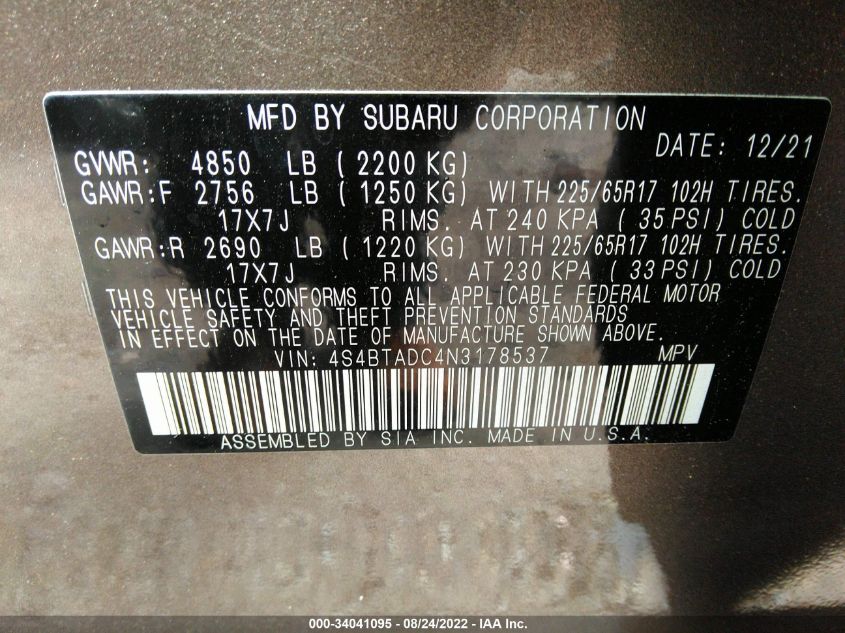 MFD BY SUBARU CORPORATION
DATE: 12/21
GVWR: 4850 LB ( 2200 KG)
GAWR:F 2756 LB ( 1250 KG) WITH 225/65R17 102H TIRES.
17X7J RIMS. AT 240 KPA ( 35 PSI) COLD
GAWR:R 2690 LB ( 1220 KG) WITH 225/65R17 102H TIRES.
17X7J RIMS. AT 230 KPA ( 33 PSI) COLD
THIS VEHICLE CONFORMS TO ALL APPLICABLE FEDERAL MOTOR
VEHICLE SAFETY AND THEFT PREVENTION STANDARDS
IN EFFECT ON THE DATE OF MANUFACTURE SHOWN ABOVE.
VIN: 4S4BTADC4N3178537 MPV
ASSEMBLED BY SIA INC. MADE IN U.S.A.
000-34041095 - 08/24/2022 - IAA Inc.